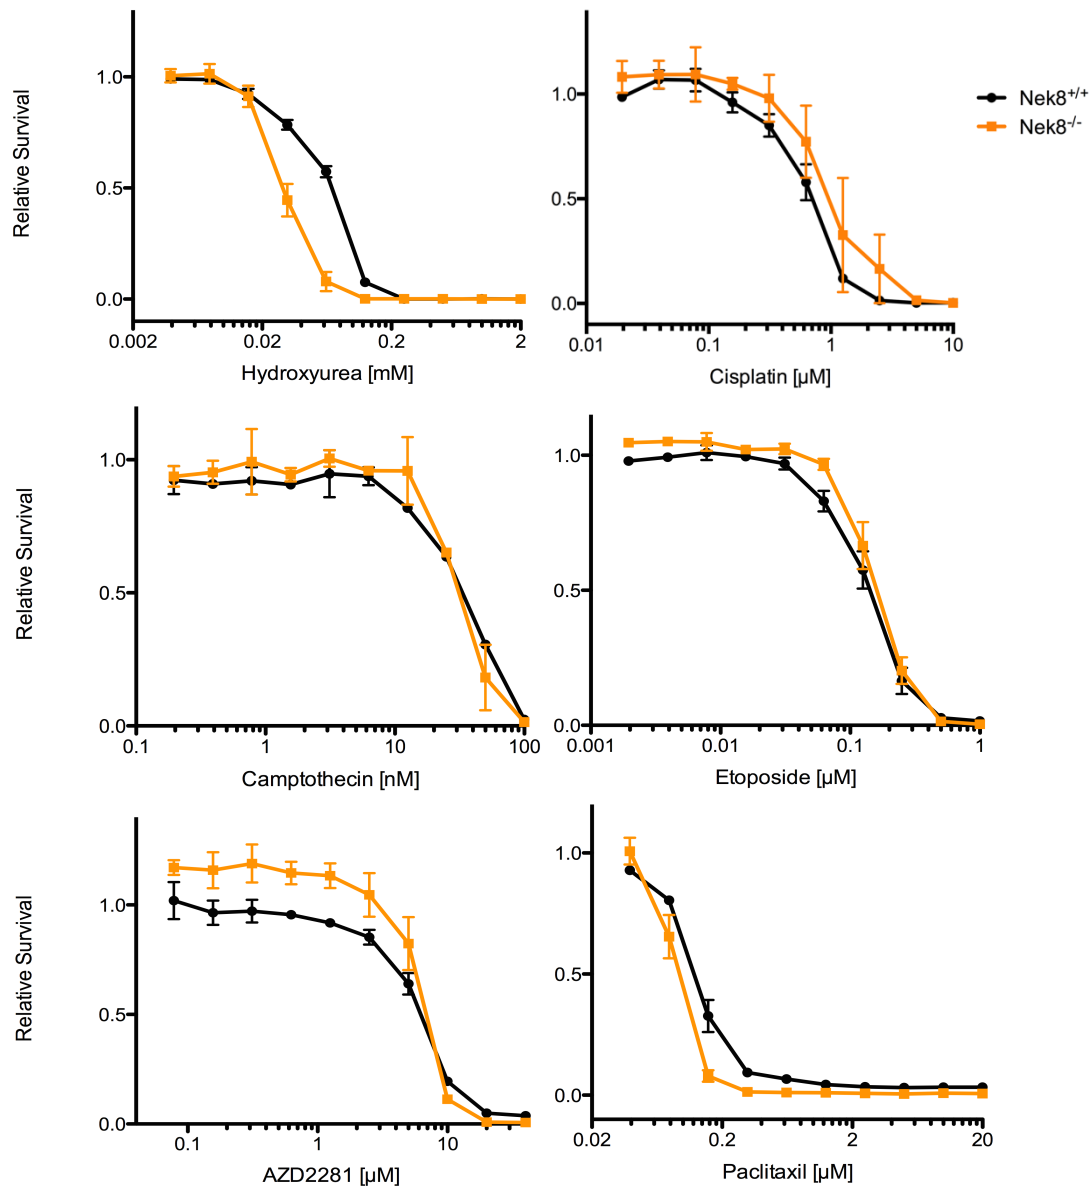 Relative Survival
1.0
0.5
0.0
0.002 0.02 0.2 2
Hydroxyurea [mM]
1.0
0.5
0.0
0.01 0.1 1 10
Cisplatin [µM]
Nek8+/+
Nek8-/-
Relative Survival
1.0
0.5
0.0
0.1 1 10 100
Camptothecin [nM]
1.0
0.5
0.0
0.001 0.01 0.1 1
Etoposide [µM]
Relative Survival
1.0
0.5
0.0
0.1 1 10
AZD2281 [µM]
1.0
0.5
0.0
0.02 0.2 2 20
Paclitaxil [µM]